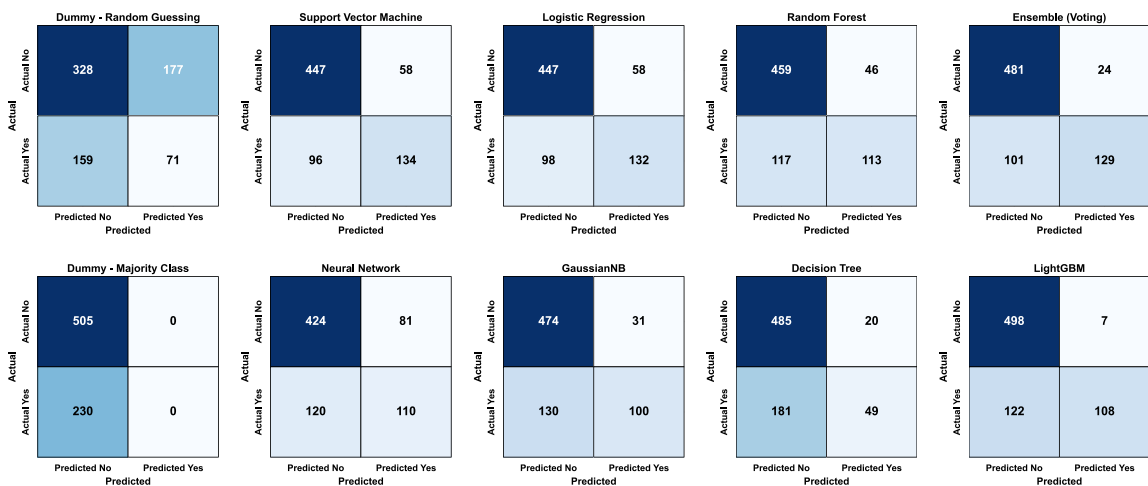 Dummy - Random Guessing
Actual
Actual No
Actual Yes
328 177
159 71
Predicted No Predicted Yes
Predicted
Support Vector Machine
Actual
Actual No
Actual Yes
447 58
96 134
Predicted No Predicted Yes
Predicted
Logistic Regression
Actual
Actual No
Actual Yes
447 58
98 132
Predicted No Predicted Yes
Predicted
Random Forest
Actual
Actual No
Actual Yes
459 46
117 113
Predicted No Predicted Yes
Predicted
Ensemble (Voting)
Actual
Actual No
Actual Yes
481 24
101 129
Predicted No Predicted Yes
Predicted
Dummy - Majority Class
Actual
Actual No
Actual Yes
505 0
230 0
Predicted No Predicted Yes
Predicted
Neural Network
Actual
Actual No
Actual Yes
424 81
120 110
Predicted No Predicted Yes
Predicted
GaussianNB
Actual
Actual No
Actual Yes
474 31
130 100
Predicted No Predicted Yes
Predicted
Decision Tree
Actual
Actual No
Actual Yes
485 20
181 49
Predicted No Predicted Yes
Predicted
LightGBM
Actual
Actual No
Actual Yes
498 7
122 108
Predicted No Predicted Yes
Predicted